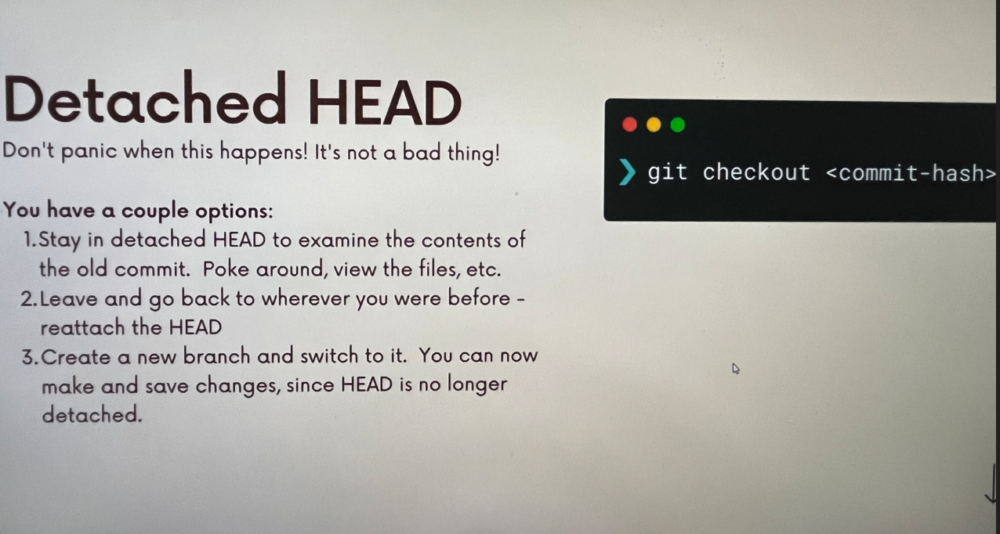 Detached HEAD
Don't panic when this happens! It's not a bad thing!
You have a couple options:
1.Stay in detached HEAD to examine the contents of
the old commit.  Poke around, view the files, etc.
2.Leave and go back to wherever you were before -
reattach the HEAD
3.Create a new branch and switch to it.  You can now
make and save changes, since HEAD is no longer
detached.
❯ git checkout <commit-hash>